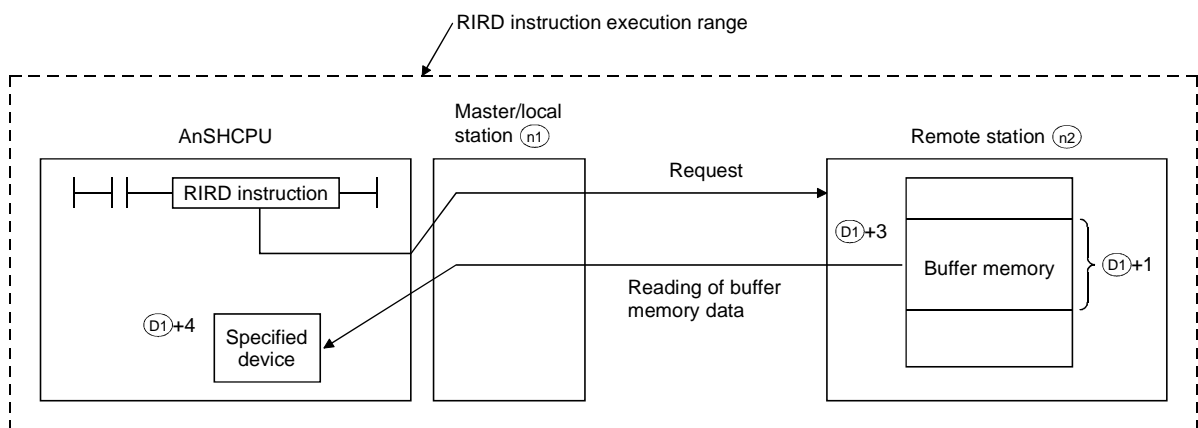 RIRD instruction execution range
AnSHCPU
Master/local
station n1
Remote station n2
RIRD instruction
Request
D1+3
Buffer memory
D1+1
Reading of buffer
memory data
D1+4
Specified
device